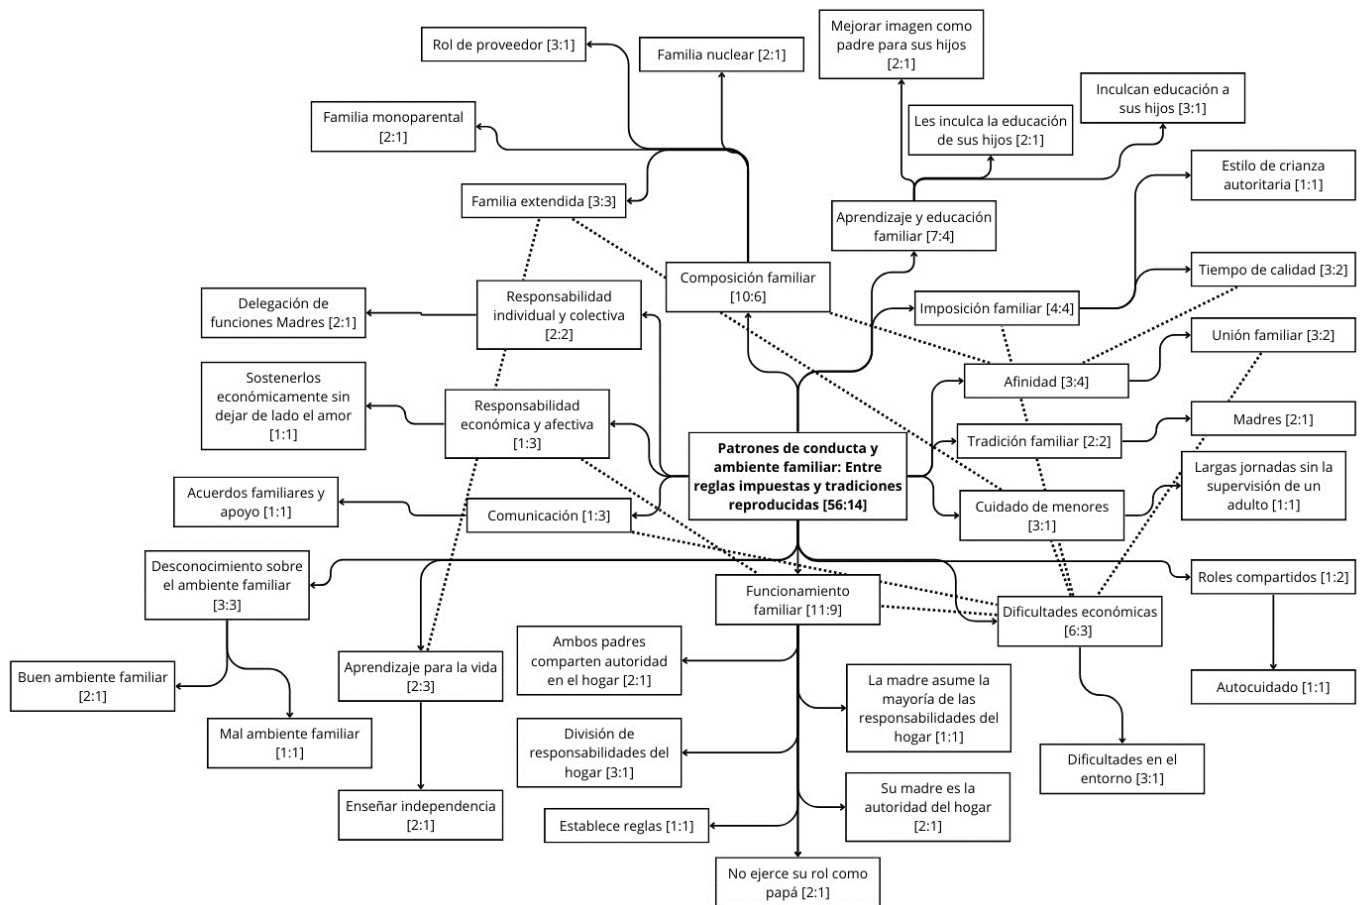 Mejorar imagen como
padre para sus hijos
[2:1]
Rol de proveedor [3:1]
Familia nuclear [2:1]
Inculcan educación a
sus hijos [3:1]
Familia monoparental
[2:1]
Les inculca la educación
de sus hijos [2:1]
Estilo de crianza
autoritaria [1:1]
Familia extendida [3:3]
Aprendizaje y educación
familiar [7:4]
Composición familiar
[10:6]
Tiempo de calidad [3:2]
Delegación de
funciones Madres [2:1]
Responsabilidad
individual y colectiva
[2:2]
Imposición familiar [4:4]
Unión familiar [3:2]
Sostenerlos
económicamente sin
dejar de lado el amor
[1:1]
Responsabilidad
económica y afectiva
[1:3]
Afinidad [3:4]
Madres [2:1]
Patrones de conducta y
ambiente familiar: Entre
reglas impuestas y tradiciones
reproducidas [56:14]
Tradición familiar [2:2]
Largas jornadas sin la
supervisión de un
adulto [1:1]
Acuerdos familiares y
apoyo [1:1]
Comunicación [1:3]
Cuidado de menores
[3:1]
Desconocimiento sobre
el ambiente familiar
[3:3]
Funcionamiento
familiar [11:9]
Roles compartidos [1:2]
Dificultades económicas
[6:3]
Buen ambiente familiar
[2:1]
Aprendizaje para la vida
[2:3]
Ambos padres
comparten autoridad
en el hogar [2:1]
La madre asume la
mayoría de las
responsabilidades del
hogar [1:1]
Autocuidado [1:1]
Mal ambiente familiar
[1:1]
División de
responsabilidades del
hogar [3:1]
Dificultades en el
entorno [3:1]
Enseñar independencia
[2:1]
Establece reglas [1:1]
Su madre es la
autoridad del hogar
[2:1]
No ejerce su rol como
papá [2:1]